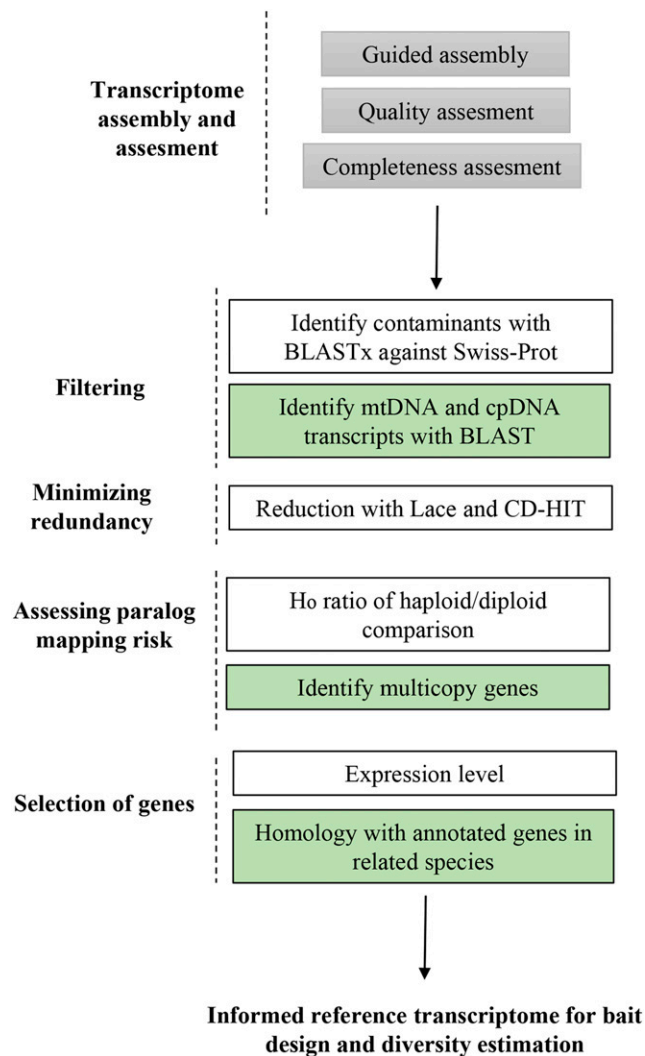 Transcriptome
assembly and
assesment
Guided assembly
Quality assesment
Completeness assesment
Filtering
Identify contaminants with
BLASTx against Swiss-Prot
Identify mtDNA and cpDNA
transcripts with BLAST
Minimizing
redundancy
Reduction with Lace and CD-HIT
Assessing paralog
mapping risk
Ho ratio of haploid/diploid
comparison
Identify multicopy genes
Selection of genes
Expression level
Homology with annotated genes in
related species
Informed reference transcriptome for bait
design and diversity estimation